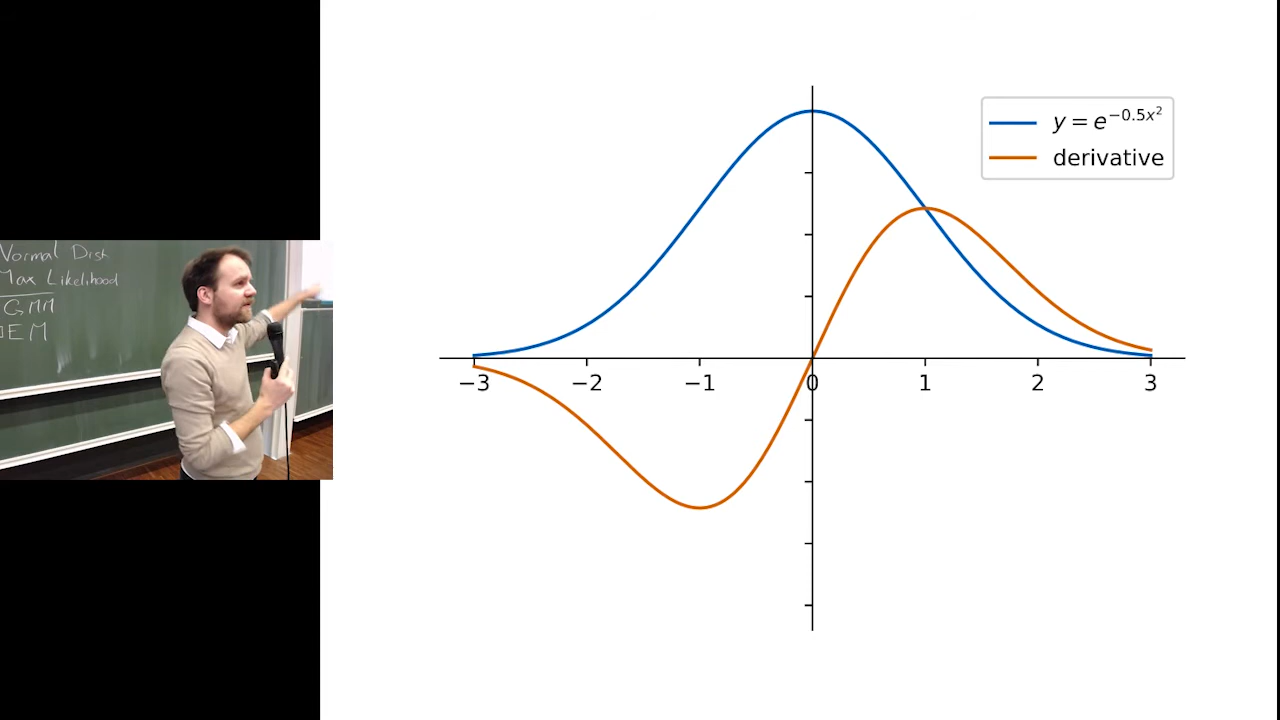 Normal Dist
Max Likelihood
GMM
EM
y = e^{-0.5x^2}
derivative
−3 −2 −1 0 1 2 3